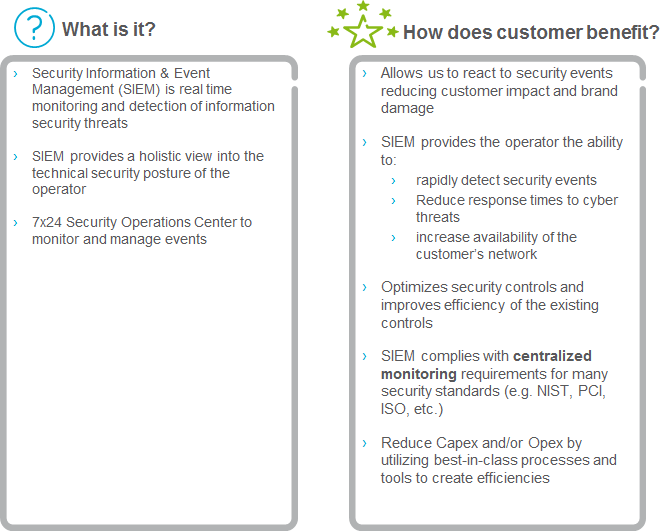 ?
What is it?
› Security Information & Event
Management (SIEM) is real time
monitoring and detection of information
security threats
› SIEM provides a holistic view into the
technical security posture of the
operator
› 7x24 Security Operations Center to
monitor and manage events
How does customer benefit?
› Allows us to react to security events
reducing customer impact and brand
damage
› SIEM provides the operator the ability
to:
› rapidly detect security events
› Reduce response times to cyber
threats
› increase availability of the
customer’s network
› Optimizes security controls and
improves efficiency of the existing
controls
› SIEM complies with centralized
monitoring requirements for many
security standards (e.g. NIST, PCI,
ISO, etc.)
› Reduce Capex and/or Opex by
utilizing best-in-class processes and
tools to create efficiencies